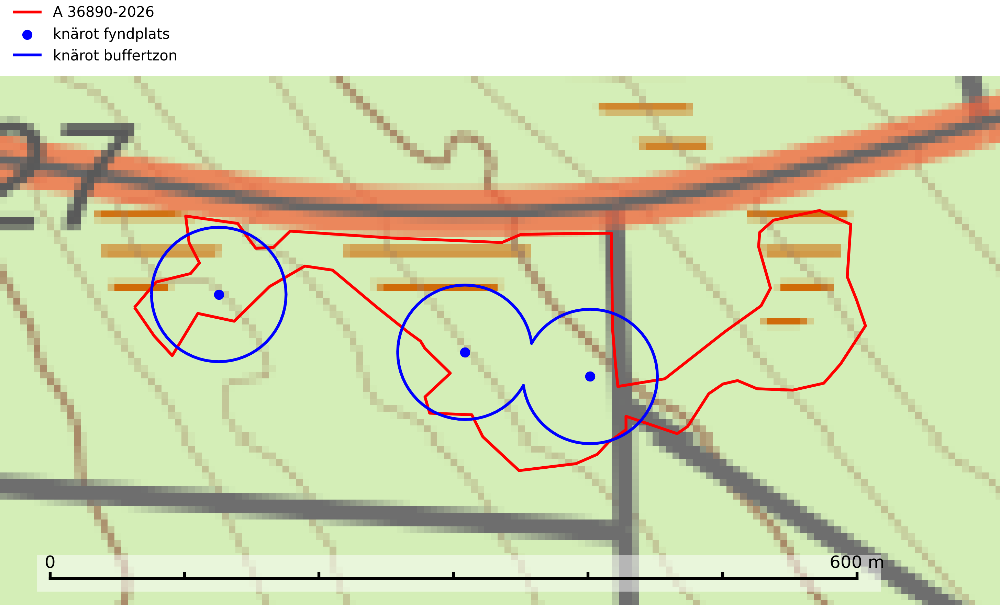 A 36890-2026
knärot fyndplats
knärot buffertzon
0
600 m